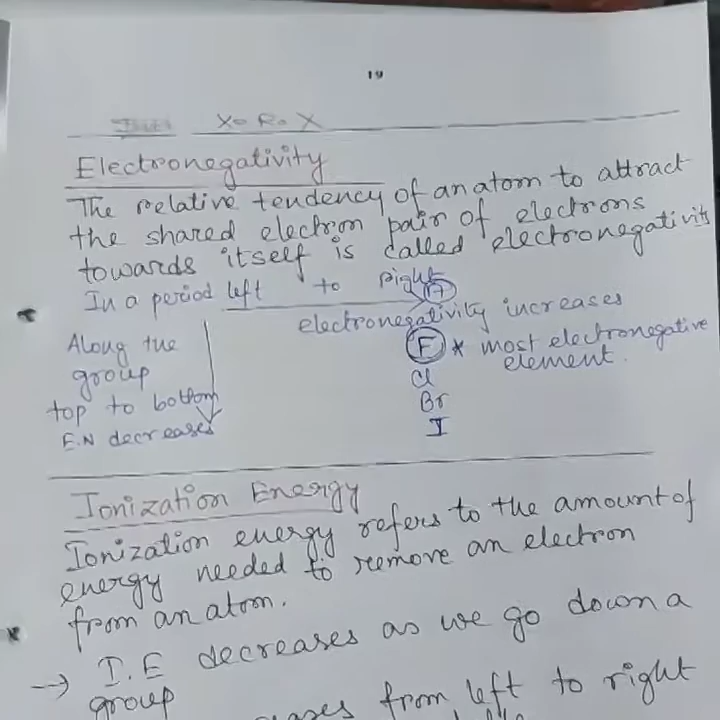 19
X o R o X
Electronegativity
The relative tendency of an atom to attract
the shared electron pair of electrons
towards itself is called electronegativity
In a period left to right 17
electronegativity increases
Along the
group
top to bottom
E.N decreases
F * most electronegative
element.
Cl
Br
I
Ionization Energy
Ionization energy refers to the amount of
energy needed to remove an electron
from an atom.
→ I.E decreases as we go down a
group
from left to right